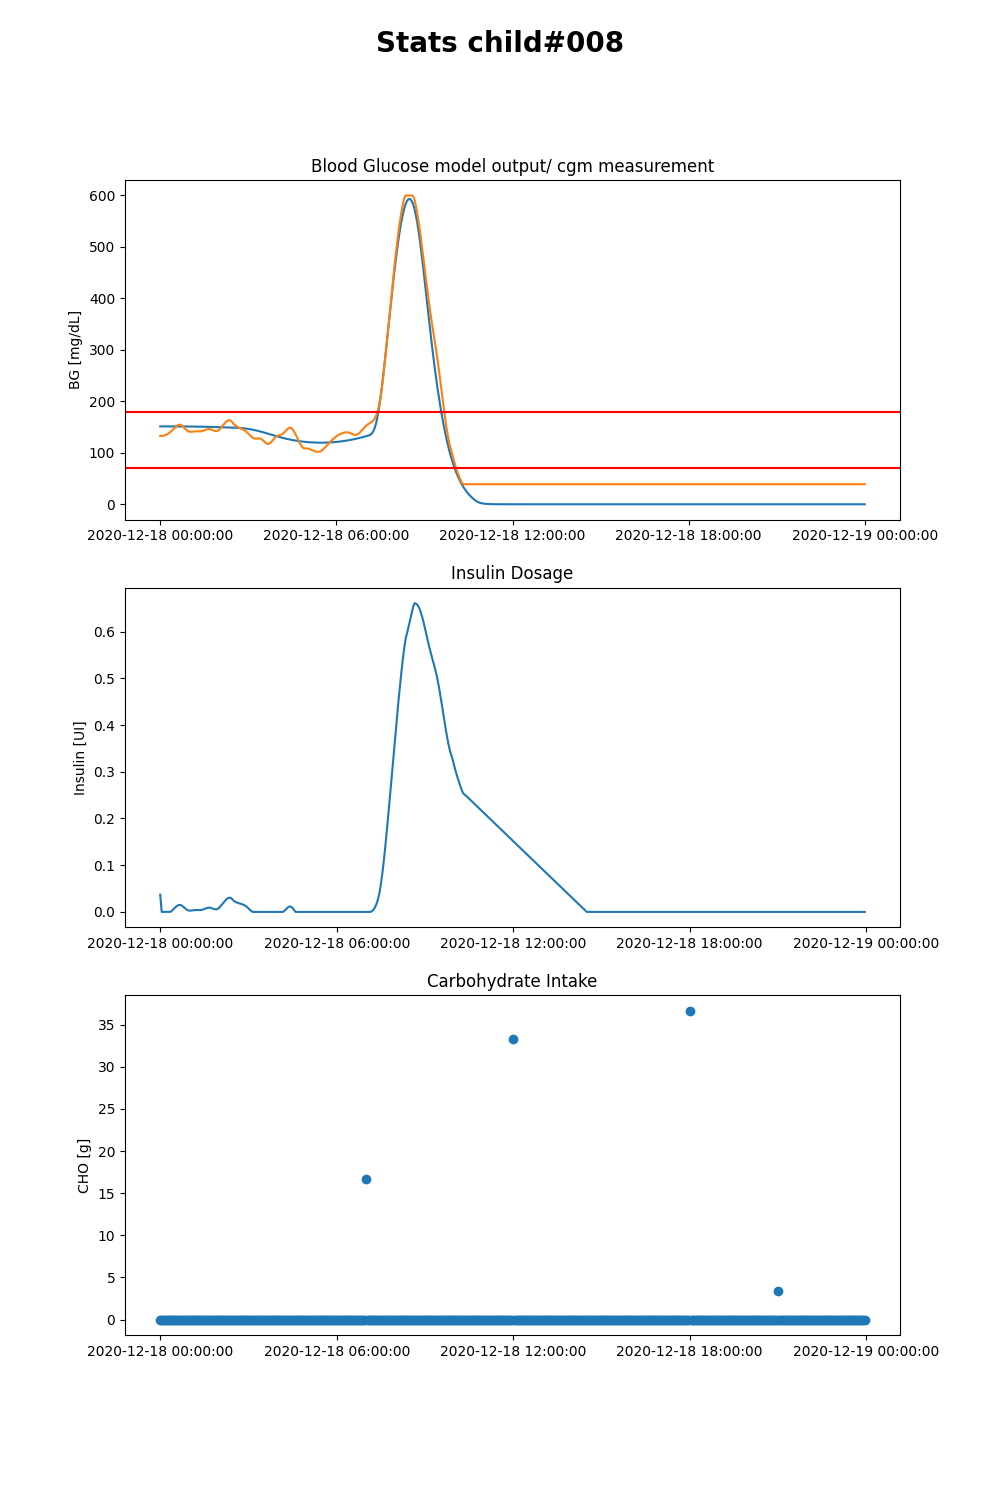 Stats child#008
Blood Glucose model output/ cgm measurement
BG [mg/dL]
600
500
400
300
200
100
0
2020-12-18 00:00:00 2020-12-18 06:00:00 2020-12-18 12:00:00 2020-12-18 18:00:00 2020-12-19 00:00:00
Insulin Dosage
Insulin [UI]
0.6
0.5
0.4
0.3
0.2
0.1
0.0
2020-12-18 00:00:00 2020-12-18 06:00:00 2020-12-18 12:00:00 2020-12-18 18:00:00 2020-12-19 00:00:00
Carbohydrate Intake
CHO [g]
35
30
25
20
15
10
5
0
2020-12-18 00:00:00 2020-12-18 06:00:00 2020-12-18 12:00:00 2020-12-18 18:00:00 2020-12-19 00:00:00